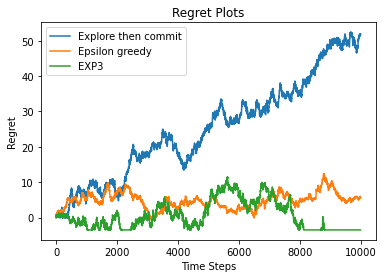 Regret Plots
Explore then commit
Epsilon greedy
EXP3
Regret
50
40
30
20
10
0
0
2000
4000
6000
8000
10000
Time Steps